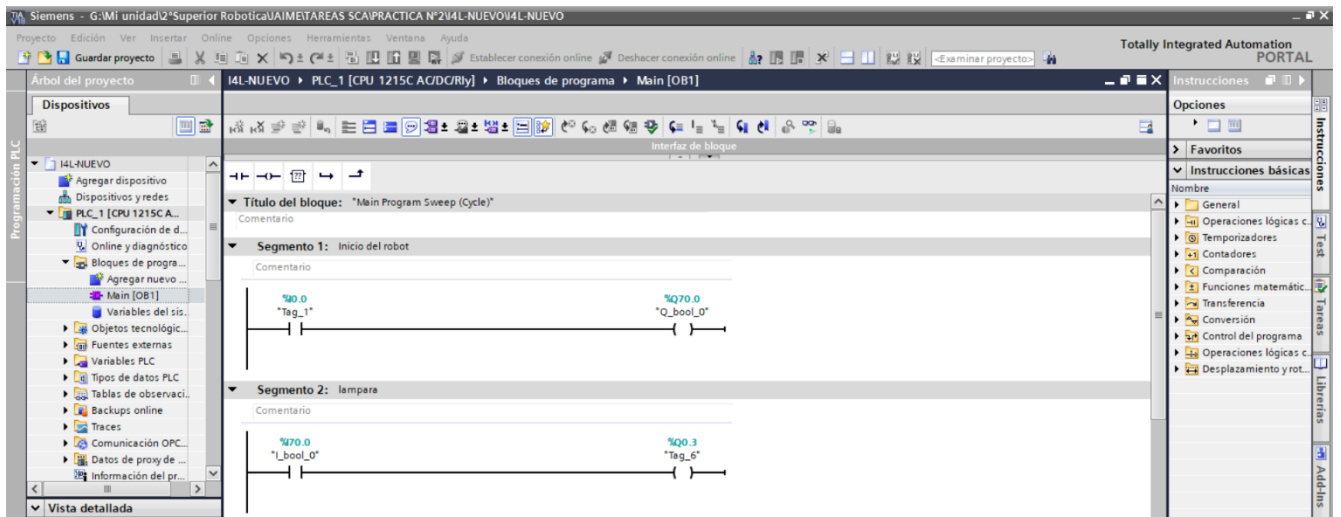 Siemens - G:\Mi unidad\2ºSuperior Robotica\JAIME\TAREAS SCA\PRACTICA Nº2\I4L-NUEVO\I4L-NUEVO
Proyecto Edición Ver Insertar Online Opciones Herramientas Ventana Ayuda
Totally Integrated Automation
PORTAL
Guardar proyecto
Establecer conexión online
Deshacer conexión online
<Examinar proyecto>
Árbol del proyecto
I4L-NUEVO ▸ PLC_1 [CPU 1215C AC/DC/Rly] ▸ Bloques de programa ▸ Main [OB1]
Instrucciones
Dispositivos
Programación PLC
I4L-NUEVO
Agregar dispositivo
Dispositivos y redes
PLC_1 [CPU 1215C A...
Configuración de d...
Online y diagnóstico
Bloques de progra...
Agregar nuevo ...
Main [OB1]
Variables del sis...
Objetos tecnológic...
Fuentes externas
Variables PLC
Tipos de datos PLC
Tablas de observaci...
Backups online
Traces
Comunicación OPC...
Datos de proxy de ...
Información del pr...
Vista detallada
Interfaz de bloque
Título del bloque: "Main Program Sweep (Cycle)"
Comentario
Segmento 1: Inicio del robot
Comentario
%I0.0
"Tag_1"
%Q70.0
"Q_bool_0"
Segmento 2: lampara
Comentario
%I70.0
"I_bool_0"
%Q0.3
"Tag_6"
Opciones
Favoritos
Instrucciones básicas
Nombre
General
Operaciones lógicas c...
Temporizadores
Contadores
Comparación
Funciones matemátic...
Transferencia
Conversión
Control del programa
Operaciones lógicas c...
Desplazamiento y rot...
Instrucciones
Test
Tareas
Librerías
Add-Ins